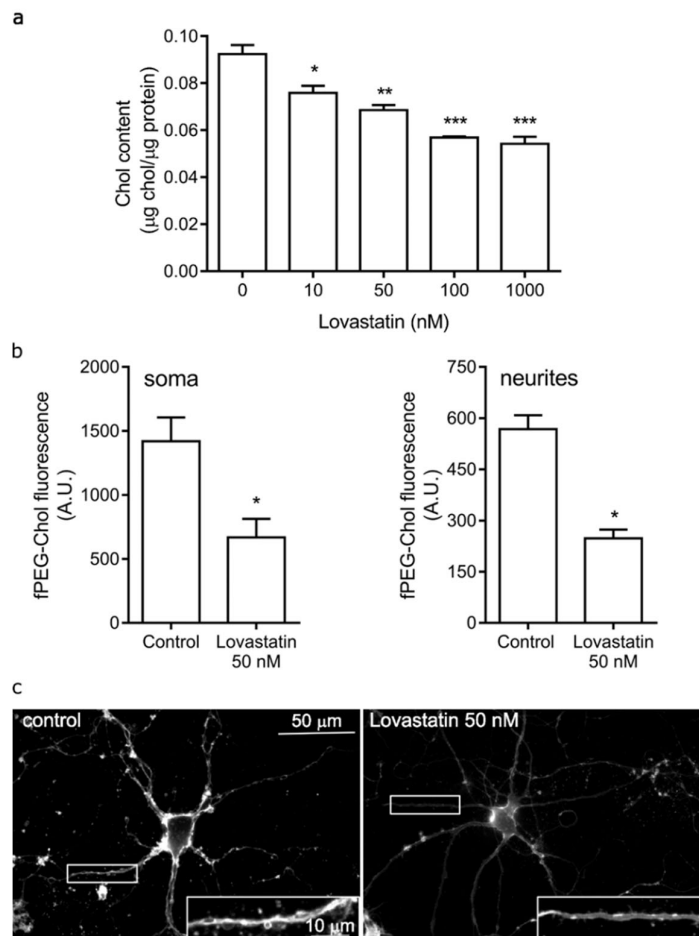 a
Chol content
(µg chol/µg protein)
0.10
0.08
0.06
0.04
0.02
0.00
*
**
***
***
0
10
50
100
1000
Lovastatin (nM)
b
fPEG-Chol fluorescence
(A.U.)
2000
1500
1000
500
0
soma
*
Control
Lovastatin
50 nM
fPEG-Chol fluorescence
(A.U.)
750
600
450
300
150
0
neurites
*
Control
Lovastatin
50 nM
c
control
50 µm
10 µm
Lovastatin 50 nM